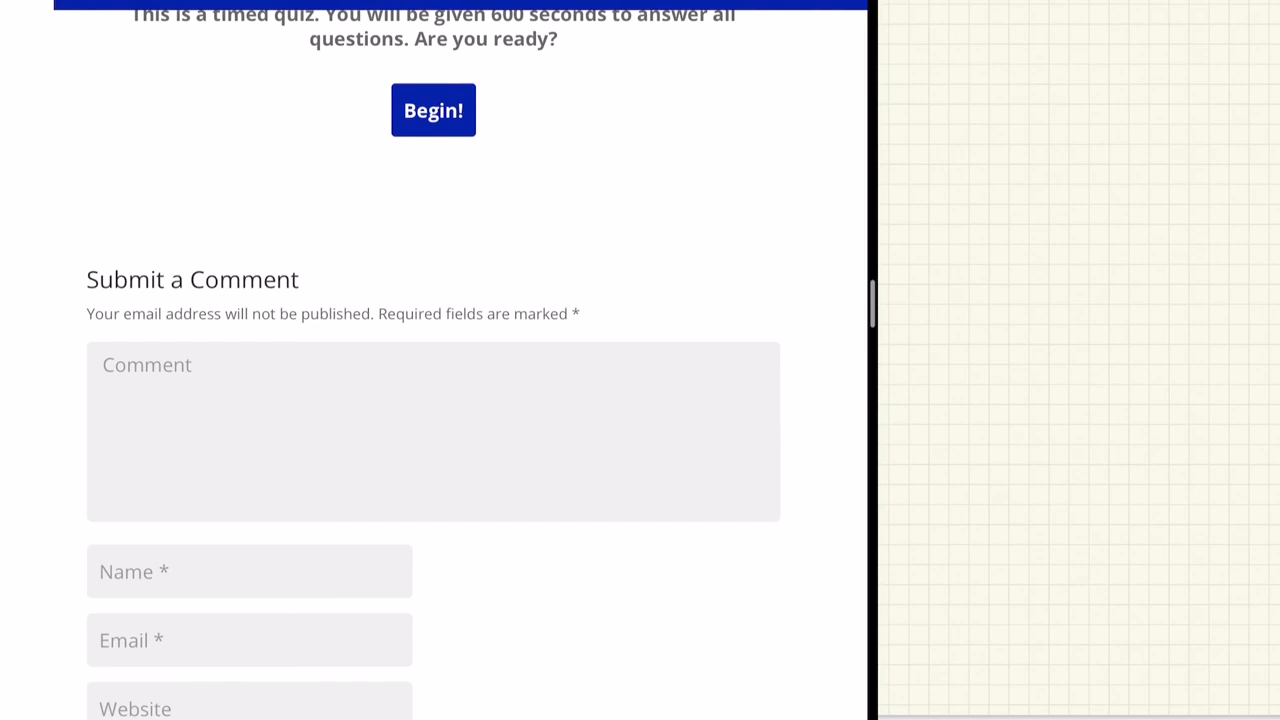 This is a timed quiz. You will be given 600 seconds to answer all
questions. Are you ready?
Begin!
Submit a Comment
Your email address will not be published. Required fields are marked *
Comment
Name *
Email *
Website